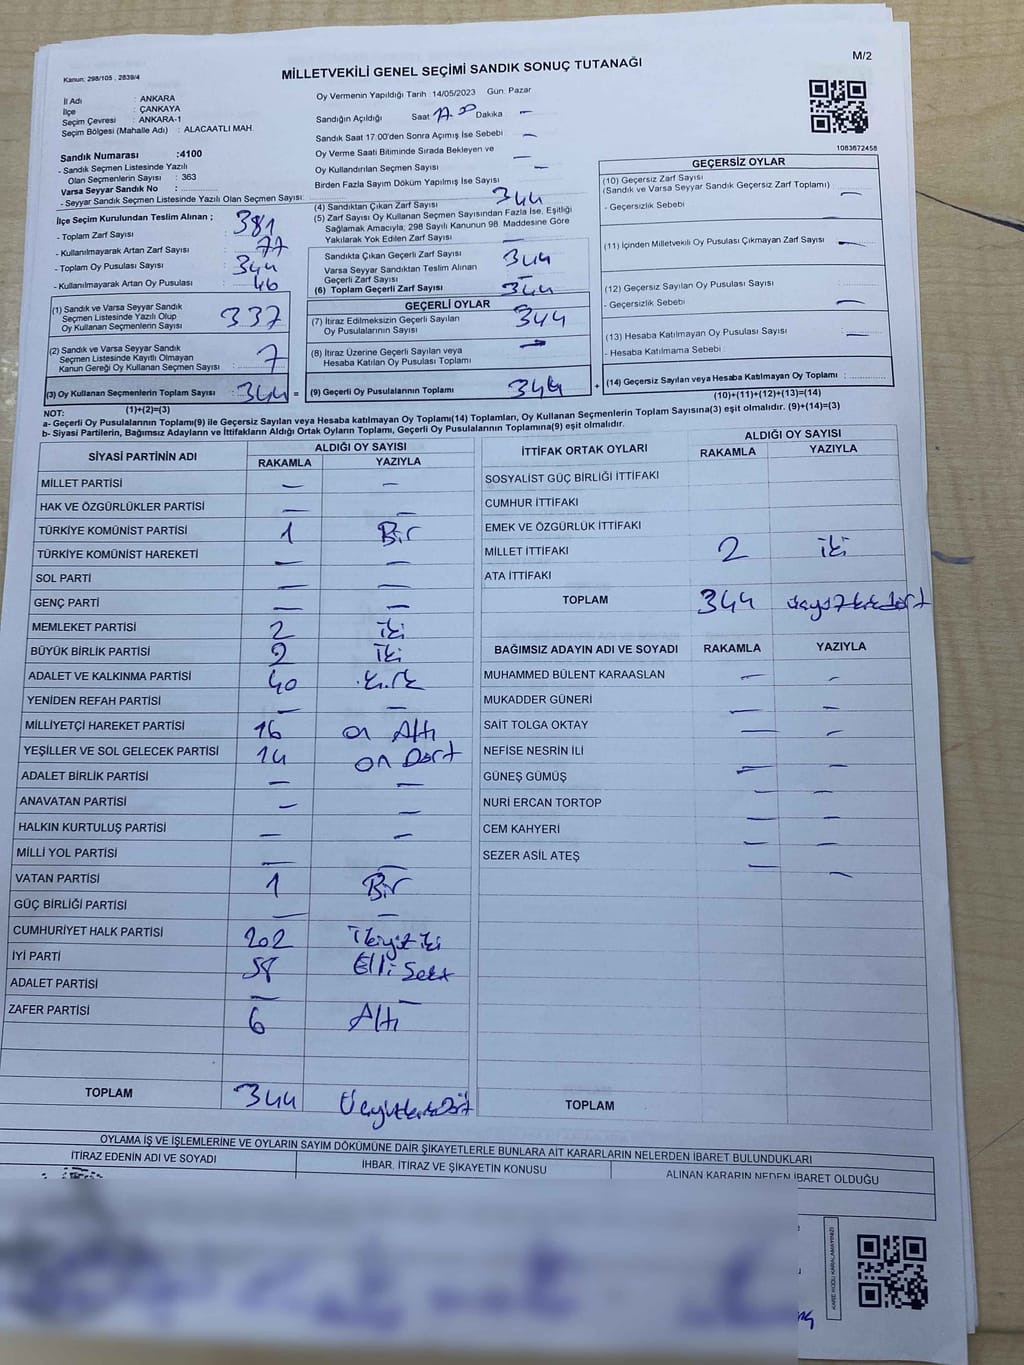 M/2
Kanun: 298/105 , 2839/4
MİLLETVEKİLİ GENEL SEÇİMİ SANDIK SONUÇ TUTANAĞI
İl Adı : ANKARA
İlçe : ÇANKAYA
Seçim Çevresi : ANKARA-1
Seçim Bölgesi (Mahalle Adı) : ALACAATLI MAH.
Sandık Numarası :4100
- Sandık Seçmen Listesinde Yazılı
Olan Seçmenlerin Sayısı : 363
Varsa Seyyar Sandık No : ..............
- Seyyar Sandık Seçmen Listesinde Yazılı Olan Seçmen Sayısı: ..............
Oy Vermenin Yapıldığı Tarih : 14/05/2023 Gün: Pazar
Sandığın Açıldığı Saat 17.00 Dakika —
Sandık Saat 17:00'den Sonra Açımış İse Sebebi —
Oy Verme Saati Bitiminde Sırada Bekleyen ve
Oy Kullandırılan Seçmen Sayısı —
Birden Fazla Sayım Döküm Yapılmış İse Sayısı —
1083672458
İlçe Seçim Kurulundan Teslim Alınan ;
- Toplam Zarf Sayısı 381
- Kullanılmayarak Artan Zarf Sayısı 77
- Toplam Oy Pusulası Sayısı 344
- Kullanılmayarak Artan Oy Pusulası 46
(1) Sandık ve Varsa Seyyar Sandık
Seçmen Listesinde Yazılı Olup
Oy Kullanan Seçmenlerin Sayısı 337
(2) Sandık ve Varsa Seyyar Sandık
Seçmen Listesinde Kayıtlı Olmayan
Kanun Gereği Oy Kullanan Seçmen Sayısı : 7
(3) Oy Kullanan Seçmenlerin Toplam Sayısı : 344 =
(1)+(2)=(3)
(4) Sandıktan Çıkan Zarf Sayısı 344
(5) Zarf Sayısı Oy Kullanan Seçmen Sayısından Fazla İse, Eşitliği
Sağlamak Amacıyla; 298 Sayılı Kanunun 98. Maddesine Göre
Yakılarak Yok Edilen Zarf Sayısı —
Sandıkta Çıkan Geçerli Zarf Sayısı 344
Varsa Seyyar Sandıktan Teslim Alınan
Geçerli Zarf Sayısı —
(6) Toplam Geçerli Zarf Sayısı 344
GEÇERLİ OYLAR
(7) İtiraz Edilmeksizin Geçerli Sayılan
Oy Pusulalarının Sayısı 344
(8) İtiraz Üzerine Geçerli Sayılan veya
Hesaba Katılan Oy Pusulası Toplamı —
(9) Geçerli Oy Pusulalarının Toplamı 344 +
GEÇERSİZ OYLAR
(10) Geçersiz Zarf Sayısı
(Sandık ve Varsa Seyyar Sandık Geçersiz Zarf Toplamı) —
- Geçersizlik Sebebi —
(11) İçinden Milletvekili Oy Pusulası Çıkmayan Zarf Sayısı —
(12) Geçersiz Sayılan Oy Pusulası Sayısı :
- Geçersizlik Sebebi —
(13) Hesaba Katılmayan Oy Pusulası Sayısı : —
- Hesaba Katılmama Sebebi :
(14) Geçersiz Sayılan veya Hesaba Katılmayan Oy Toplamı : ..............
(10)+(11)+(12)+(13)=(14)
NOT:
a- Geçerli Oy Pusulalarının Toplamı(9) ile Geçersiz Sayılan veya Hesaba katılmayan Oy Toplamı(14) Toplamları, Oy Kullanan Seçmenlerin Toplam Sayısına(3) eşit olmalıdır. (9)+(14)=(3)
b- Siyasi Partilerin, Bağımsız Adayların ve İttifakların Aldığı Ortak Oyların Toplamı, Geçerli Oy Pusulalarının Toplamına(9) eşit olmalıdır.
SİYASİ PARTİNİN ADI ALDIĞI OY SAYISI
RAKAMLA YAZIYLA
MİLLET PARTİSİ — —
HAK VE ÖZGÜRLÜKLER PARTİSİ — —
TÜRKİYE KOMÜNİST PARTİSİ 1 Bir
TÜRKİYE KOMÜNİST HAREKETİ — —
SOL PARTİ — —
GENÇ PARTİ — —
MEMLEKET PARTİSİ 2 iki
BÜYÜK BİRLİK PARTİSİ 2 iki
ADALET VE KALKINMA PARTİSİ 40 kırk
YENİDEN REFAH PARTİSİ — —
MİLLİYETÇİ HAREKET PARTİSİ 16 on Altı
YEŞİLLER VE SOL GELECEK PARTİSİ 14 on Dört
ADALET BİRLİK PARTİSİ — —
ANAVATAN PARTİSİ — —
HALKIN KURTULUŞ PARTİSİ — —
MİLLİ YOL PARTİSİ — —
VATAN PARTİSİ 1 Bir
GÜÇ BİRLİĞİ PARTİSİ — —
CUMHURİYET HALK PARTİSİ 202 ikiyüziki
İYİ PARTİ 58 Elli Sekz
ADALET PARTİSİ — —
ZAFER PARTİSİ 6 Altı
TOPLAM 344
İTTİFAK ORTAK OYLARI ALDIĞI OY SAYISI
RAKAMLA YAZIYLA
SOSYALİST GÜÇ BİRLİĞİ İTTİFAKI
CUMHUR İTTİFAKI
EMEK VE ÖZGÜRLÜK İTTİFAKI
MİLLET İTTİFAKI 2 iki
ATA İTTİFAKI
TOPLAM 344
BAĞIMSIZ ADAYIN ADI VE SOYADI RAKAMLA YAZIYLA
MUHAMMED BÜLENT KARAASLAN — —
MUKADDER GÜNERİ — —
SAİT TOLGA OKTAY — —
NEFİSE NESRİN İLİ — —
GÜNEŞ GÜMÜŞ — —
NURİ ERCAN TORTOP — —
CEM KAHYERİ — —
SEZER ASİL ATEŞ — —
TOPLAM
OYLAMA İŞ VE İŞLEMLERİNE VE OYLARIN SAYIM DÖKÜMÜNE DAİR ŞİKAYETLERLE BUNLARA AİT KARARLARIN NELERDEN İBARET BULUNDUKLARI
İTİRAZ EDENİN ADI VE SOYADI
İHBAR, İTİRAZ VE ŞİKAYETİN KONUSU
ALINAN KARARIN NEDEN İBARET OLDUĞU
KARE KODU KARALAMAYINIZ!